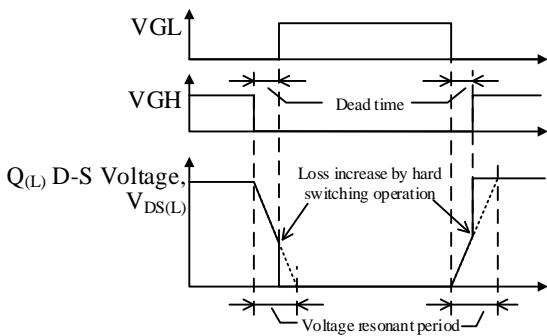 VGL
VGH
Dead time
Q(L) D-S Voltage,
VDS(L)
Loss increase by hard
switching operation
Voltage resonant period